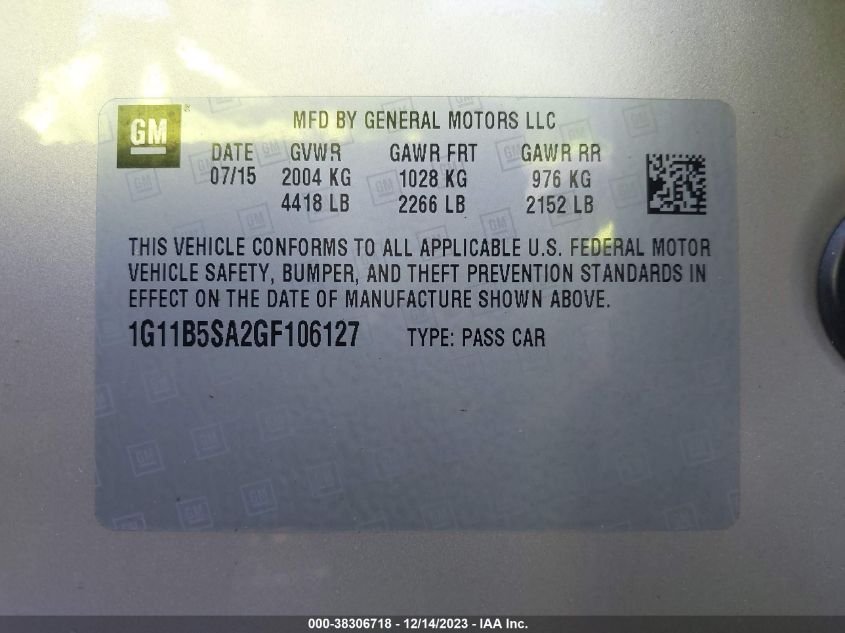 GM ®
MFD BY GENERAL MOTORS LLC
DATE GVWR GAWR FRT GAWR RR
07/15 2004 KG 1028 KG 976 KG
4418 LB 2266 LB 2152 LB
THIS VEHICLE CONFORMS TO ALL APPLICABLE U.S. FEDERAL MOTOR
VEHICLE SAFETY, BUMPER, AND THEFT PREVENTION STANDARDS IN
EFFECT ON THE DATE OF MANUFACTURE SHOWN ABOVE.
1G11B5SA2GF106127 TYPE: PASS CAR
000-38306718 - 12/14/2023 - IAA Inc.